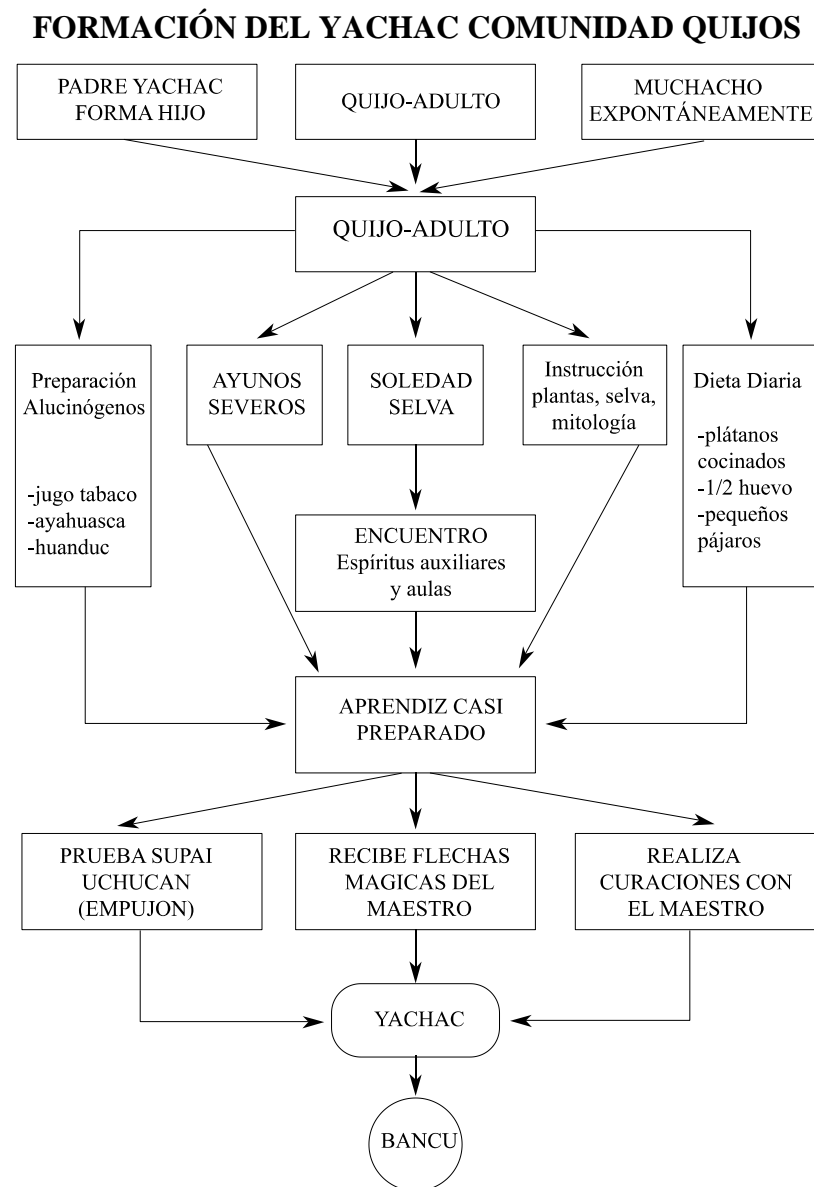 FORMACIÓN DEL YACHAC COMUNIDAD QUIJOS
PADRE YACHAC
FORMA HIJO
QUIJO-ADULTO
MUCHACHO
EXPONTÁNEAMENTE
QUIJO-ADULTO
Preparación
Alucinógenos
-jugo tabaco
-ayahuasca
-huanduc
AYUNOS
SEVEROS
SOLEDAD
SELVA
Instrucción
plantas, selva,
mitología
Dieta Diaria
-plátanos
cocinados
-1/2 huevo
-pequeños
pájaros
ENCUENTRO
Espíritus auxiliares
y aulas
APRENDIZ CASI
PREPARADO
PRUEBA SUPAI
UCHUCAN
(EMPUJON)
RECIBE FLECHAS
MAGICAS DEL
MAESTRO
REALIZA
CURACIONES CON
EL MAESTRO
YACHAC
BANCU